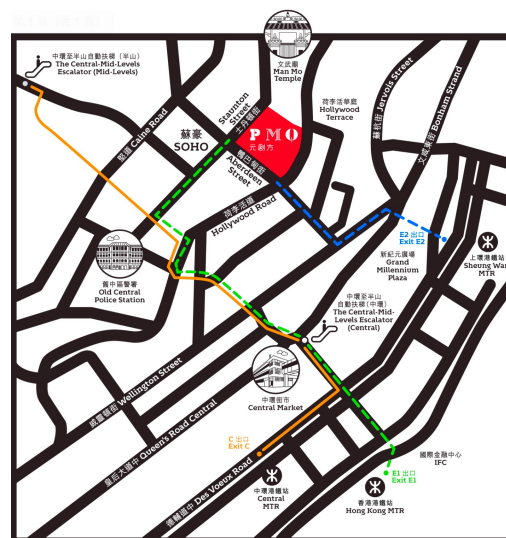 中環至半山自動扶梯（半山）
The Central-Mid-Levels
Escalator (Mid-Levels)
文武廟
Man Mo
Temple
荷李活華庭
Hollywood
Terrace
蘇杭街 Jervois Street
文咸東街 Bonham Strand
堅道 Caine Road
蘇豪
SOHO
Staunton
Street
士丹頓街
PMQ
元創方
鴨巴甸街
Aberdeen
Street
荷李活道
Hollywood Road
E2 出口
Exit E2
上環港鐵站
Sheung Wan
MTR
新紀元廣場
Grand
Millennium
Plaza
舊中區警署
Old Central
Police Station
中環至半山
自動扶梯（中環）
The Central-Mid-
Levels Escalator
(Central)
威靈頓街 Wellington Street
中環街市
Central Market
皇后大道中 Queen's Road Central
C 出口
Exit C
德輔道中 Des Voeux Road
中環港鐵站
Central
MTR
國際金融中心
IFC
E1 出口
Exit E1
香港港鐵站
Hong Kong MTR